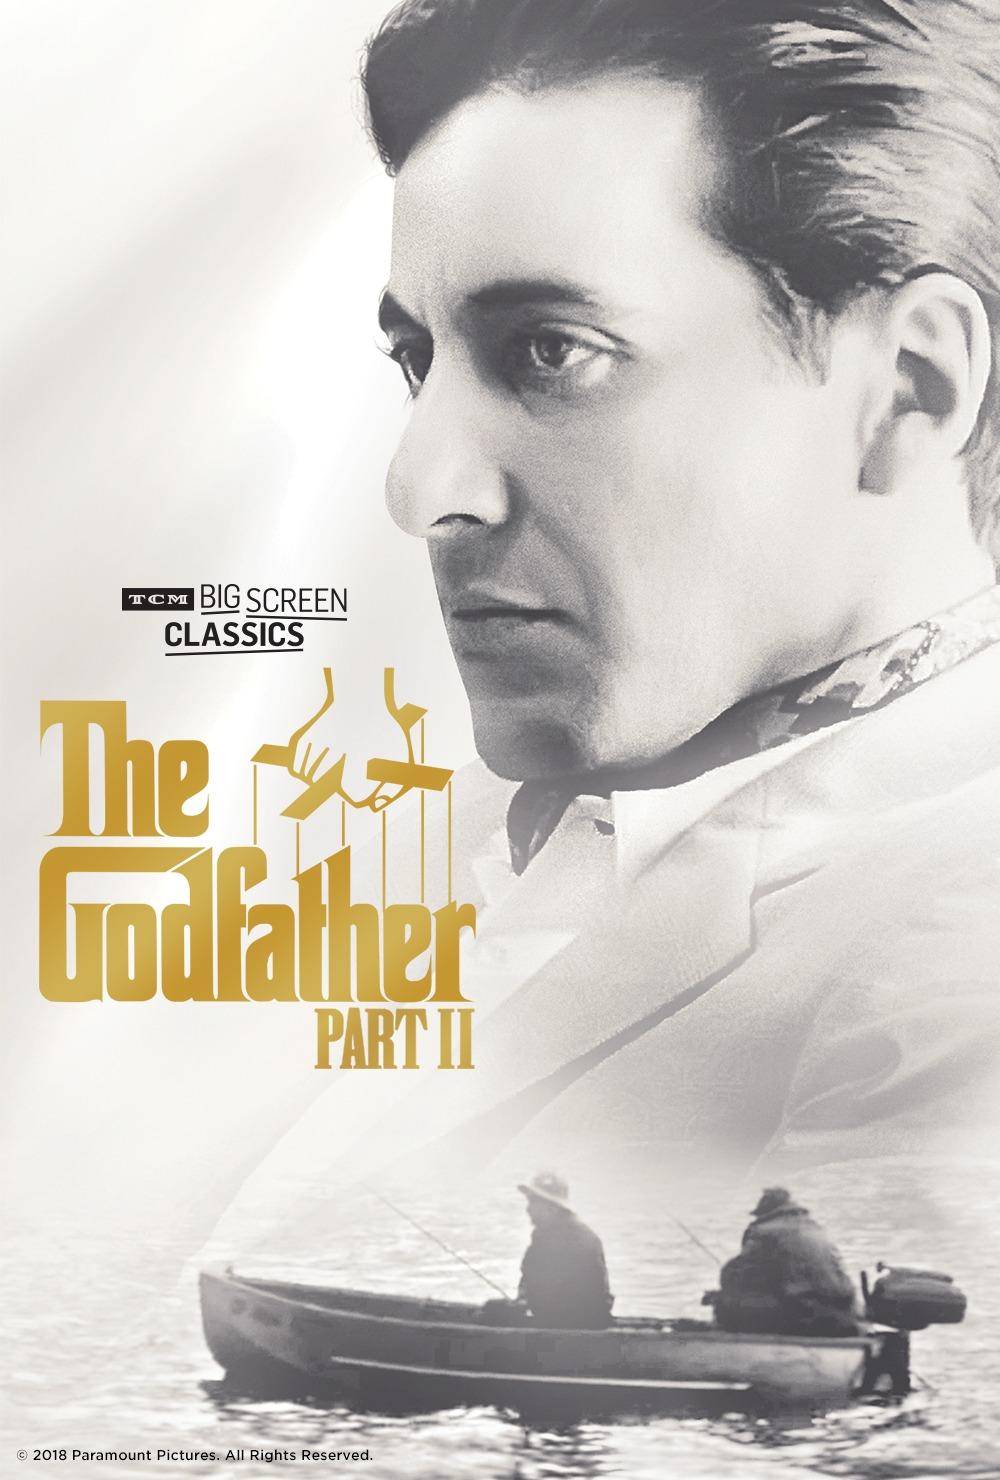 TCM BIG SCREEN
CLASSICS
The
Godfather
PART II
© 2018 Paramount Pictures. All Rights Reserved.